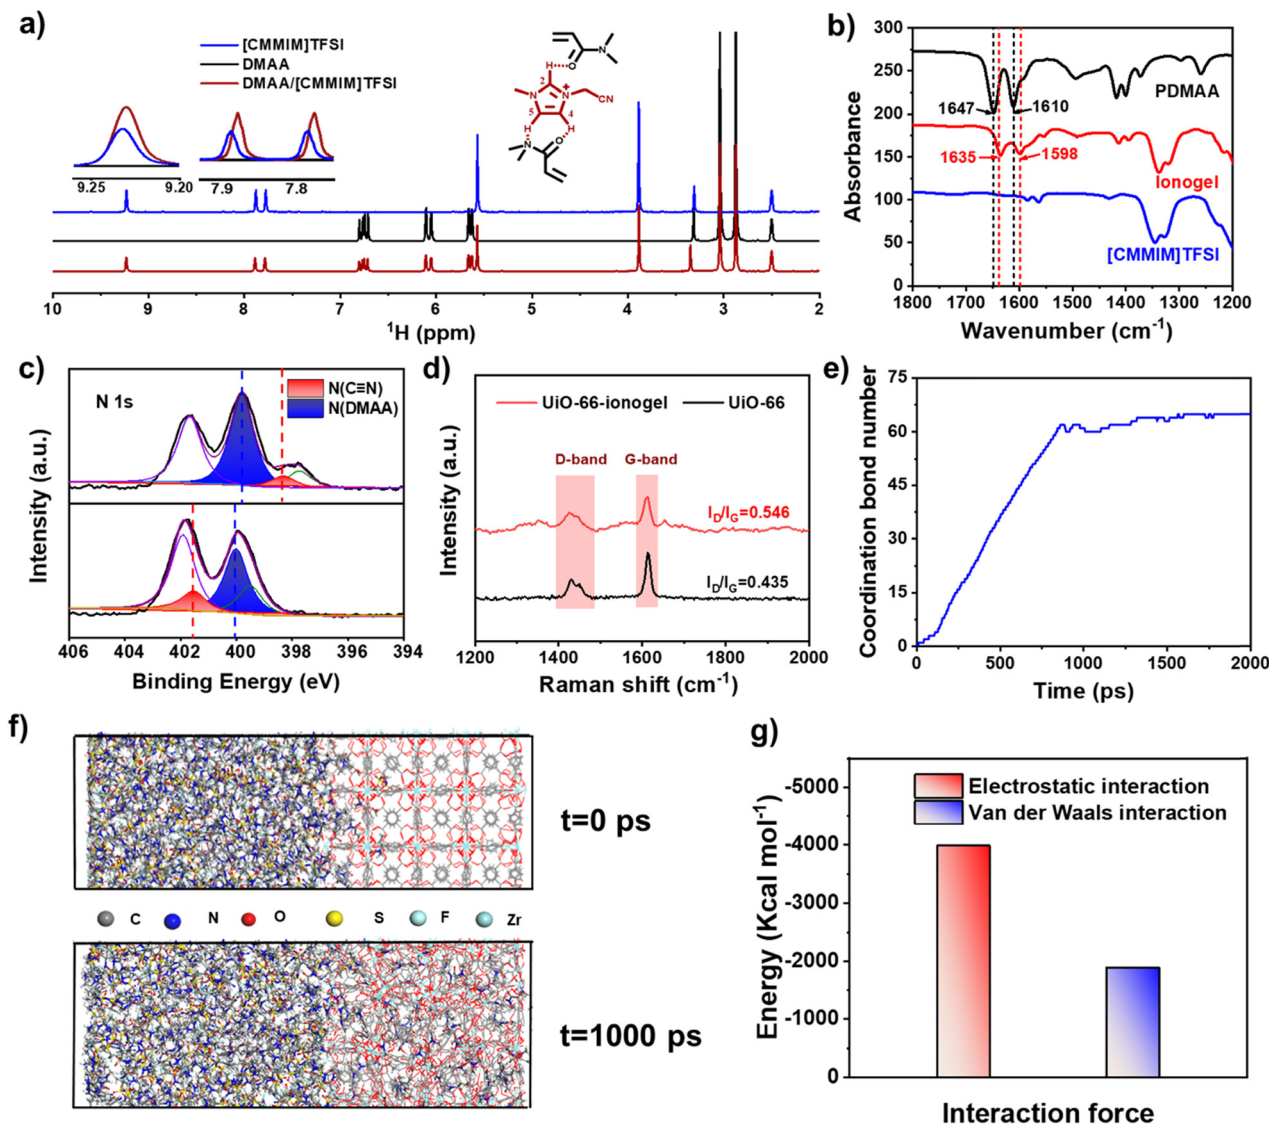 a)
[CMMIM]TFSI
DMAA
DMAA/[CMMIM]TFSI
9.25 9.20
7.9 7.8
O
N
H
2
N
N
+
CN
5
4
H
H
N
O
10 9 8 7 6 5 4 3 2
¹H (ppm)
b)
Absorbance
300
250
200
150
100
50
0
1647
1610
PDMAA
1635
1598
Ionogel
[CMMIM]TFSI
1800 1700 1600 1500 1400 1300 1200
Wavenumber (cm⁻¹)
c)
N 1s
N(C≡N)
N(DMAA)
Intensity (a.u.)
406 404 402 400 398 396 394
Binding Energy (eV)
d)
UiO-66-ionogel
UiO-66
D-band
G-band
I_D/I_G=0.546
I_D/I_G=0.435
Intensity (a.u.)
1200 1400 1600 1800 2000
Raman shift (cm⁻¹)
e)
Coordination bond number
75
60
45
30
15
0
0 500 1000 1500 2000
Time (ps)
f)
t=0 ps
C N O S F Zr
t=1000 ps
g)
Energy (Kcal mol⁻¹)
-5000
-4000
-3000
-2000
-1000
0
Electrostatic interaction
Van der Waals interaction
Interaction force